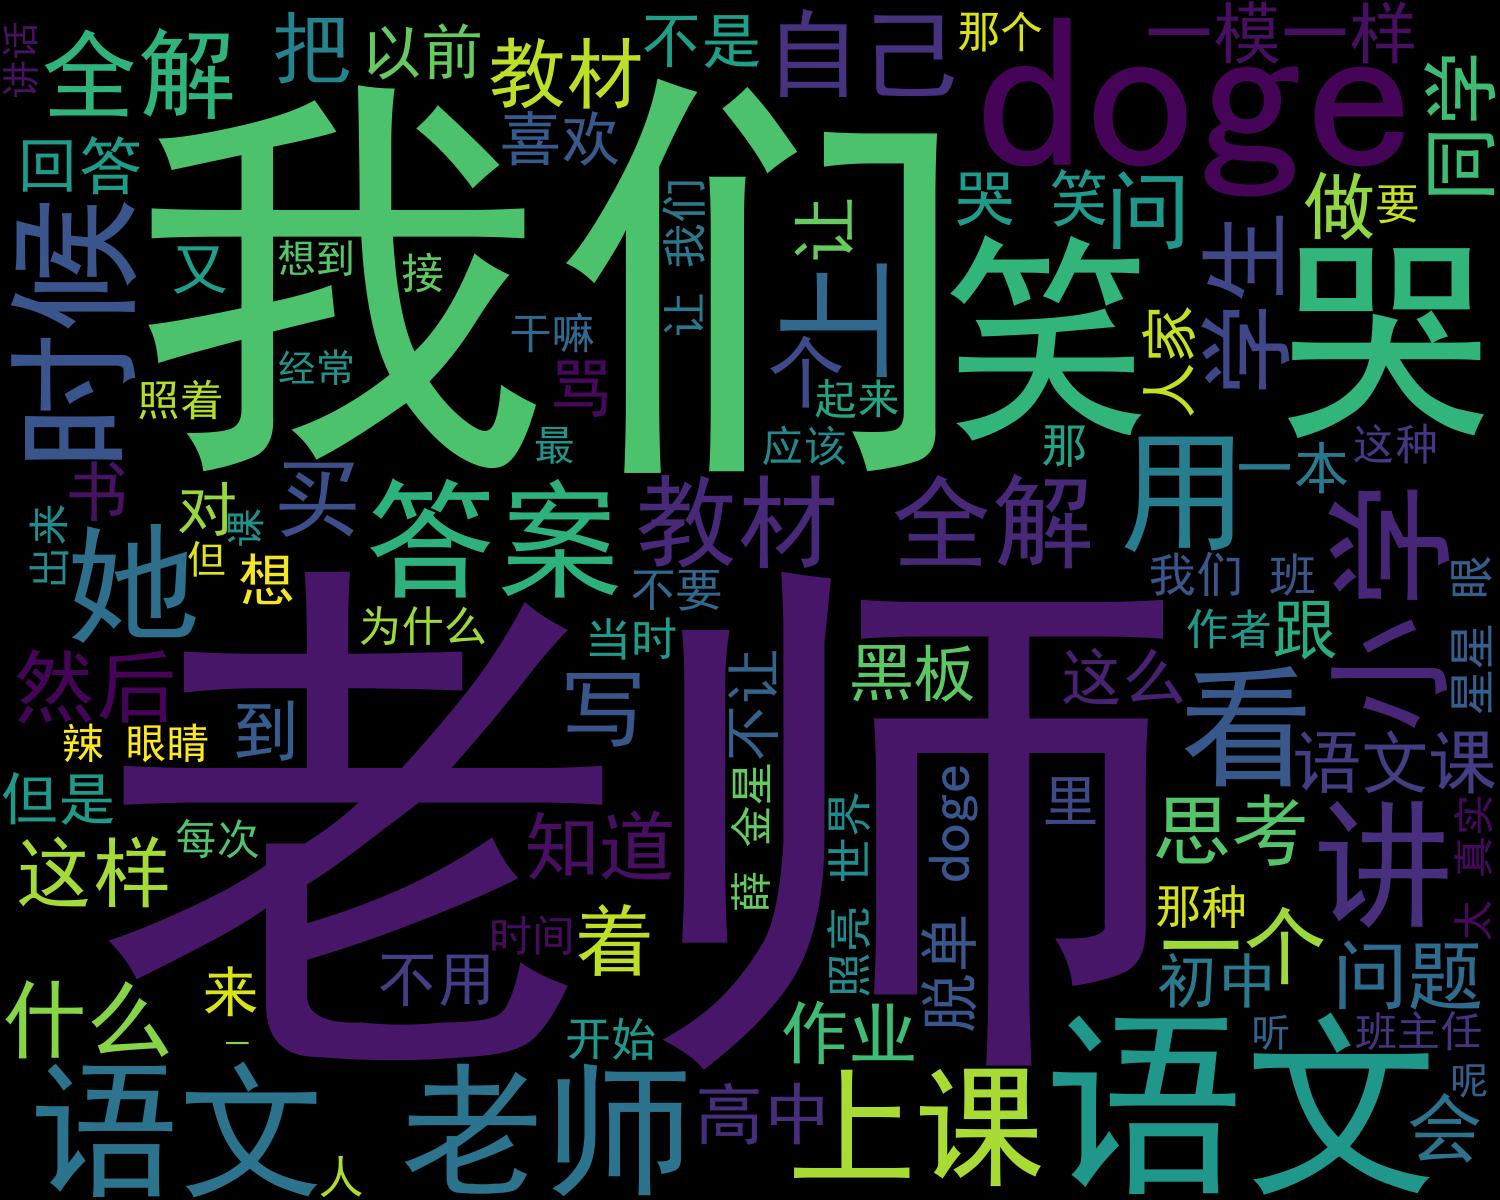 讲话
全解
把
以前
教材
不是
自己
那个
一模一样
doge
同学
回答
喜欢
我们
哭 笑
问
做
要
时候
又
想到
接
让 我们
让
上
笑
学生
哭
干嘛
人家
经常
照着
骂
个
起来
最
应该
那
用
一本
这种
书
对
课
买
答案
教材 全解
小学
出来
她
但
想
不要
我们 班
眼
为什么
当时
作者
跟
然后
老师
到
写
不让
黑板
这么
看
星星
辣 眼睛
语文课
但是
薛 金星
照亮 世界
脱单 doge
里
思考
讲
太 真实
这样
每次
知道
时间
着
那种
一个
不用
来
初中
问题
什么
一
开始
作业
语文
听
班主任
语文 老师
人
高中
上课
呢
会